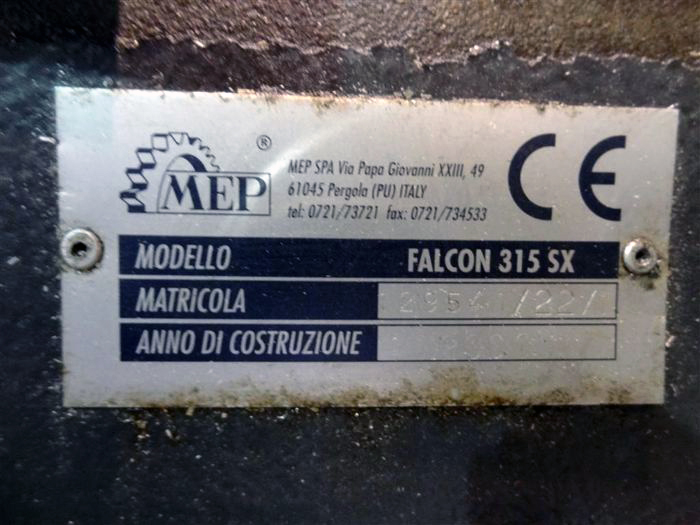 MEP ®
MEP SPA Via Papa Giovanni XXIII, 49
61045 Pergola (PU) ITALY
tel: 0721/73721 fax: 0721/734533
CE
MODELLO FALCON 315 SX
MATRICOLA
ANNO DI COSTRUZIONE